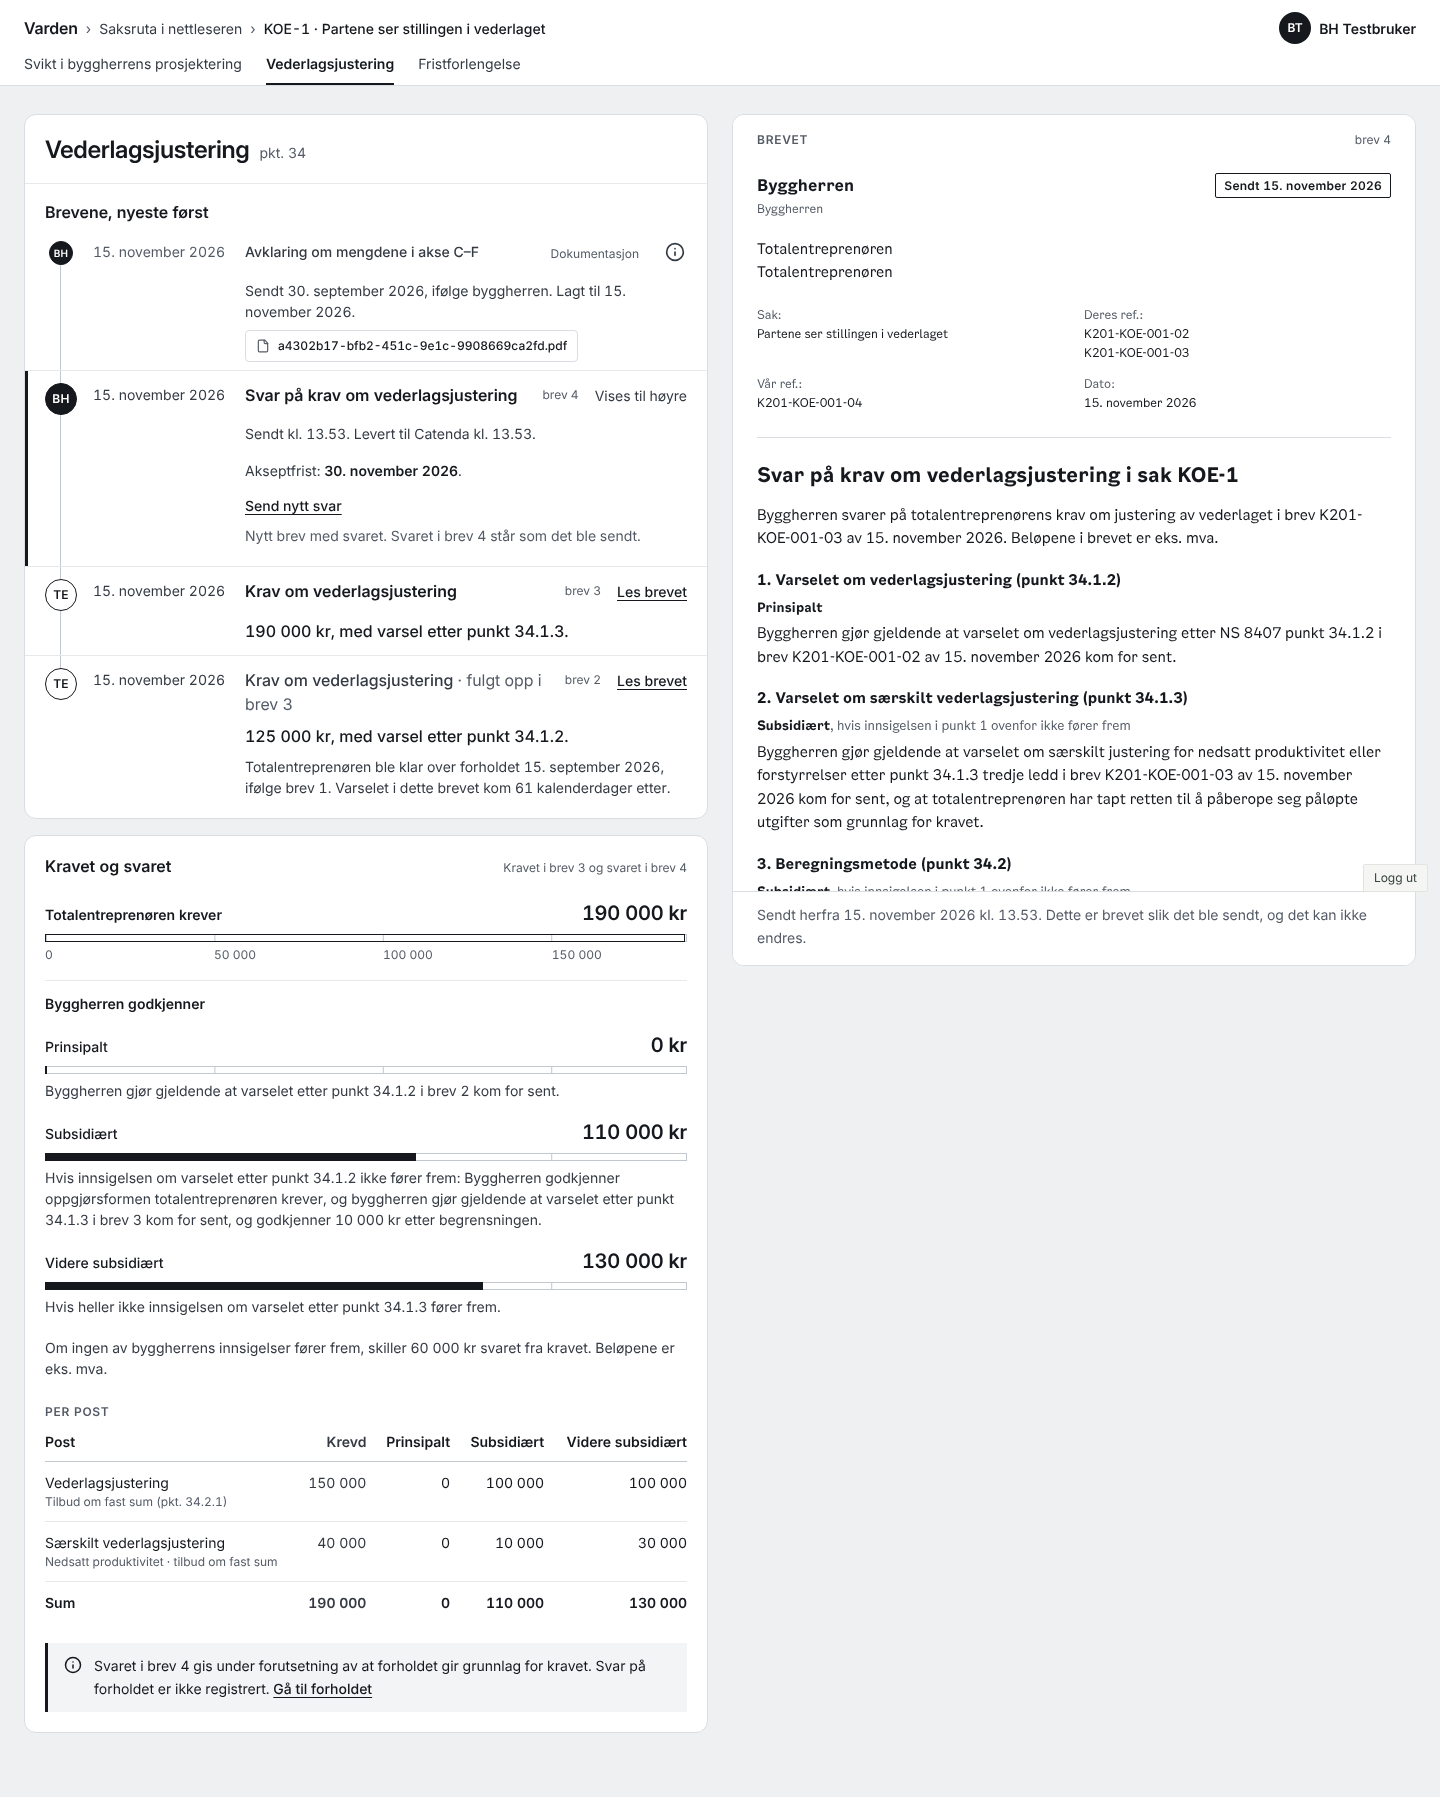 Varden › Saksruta i nettleseren › KOE-1 · Partene ser stillingen i vederlaget
BT BH Testbruker
Svikt i byggherrens prosjektering Vederlagsjustering Fristforlengelse
Vederlagsjustering pkt. 34
Brevene, nyeste først
BH 15. november 2026 Avklaring om mengdene i akse C–F Dokumentasjon
Sendt 30. september 2026, ifølge byggherren. Lagt til 15.
november 2026.
a4302b17-bfb2-451c-9e1c-9908669ca2fd.pdf
BH 15. november 2026 Svar på krav om vederlagsjustering brev 4 Vises til høyre
Sendt kl. 13.53. Levert til Catenda kl. 13.53.
Akseptfrist: 30. november 2026.
Send nytt svar
Nytt brev med svaret. Svaret i brev 4 står som det ble sendt.
TE 15. november 2026 Krav om vederlagsjustering brev 3 Les brevet
190 000 kr, med varsel etter punkt 34.1.3.
TE 15. november 2026 Krav om vederlagsjustering · fulgt opp i brev 2 Les brevet
brev 3
125 000 kr, med varsel etter punkt 34.1.2.
Totalentreprenøren ble klar over forholdet 15. september 2026,
ifølge brev 1. Varselet i dette brevet kom 61 kalenderdager etter.
Kravet og svaret Kravet i brev 3 og svaret i brev 4
Totalentreprenøren krever 190 000 kr
0 50 000 100 000 150 000
Byggherren godkjenner
Prinsipalt 0 kr
Byggherren gjør gjeldende at varselet etter punkt 34.1.2 i brev 2 kom for sent.
Subsidiært 110 000 kr
Hvis innsigelsen om varselet etter punkt 34.1.2 ikke fører frem: Byggherren godkjenner
oppgjørsformen totalentreprenøren krever, og byggherren gjør gjeldende at varselet etter punkt
34.1.3 i brev 3 kom for sent, og godkjenner 10 000 kr etter begrensningen.
Videre subsidiært 130 000 kr
Hvis heller ikke innsigelsen om varselet etter punkt 34.1.3 fører frem.
Om ingen av byggherrens innsigelser fører frem, skiller 60 000 kr svaret fra kravet. Beløpene er
eks. mva.
PER POST
Post Krevd Prinsipalt Subsidiært Videre subsidiært
Vederlagsjustering 150 000 0 100 000 100 000
Tilbud om fast sum (pkt. 34.2.1)
Særskilt vederlagsjustering 40 000 0 10 000 30 000
Nedsatt produktivitet · tilbud om fast sum
Sum 190 000 0 110 000 130 000
Svaret i brev 4 gis under forutsetning av at forholdet gir grunnlag for kravet. Svar på
forholdet er ikke registrert. Gå til forholdet
BREVET brev 4
Byggherren Sendt 15. november 2026
Byggherren
Totalentreprenøren
Totalentreprenøren
Sak: Deres ref.:
Partene ser stillingen i vederlaget K201-KOE-001-02
K201-KOE-001-03
Vår ref.: Dato:
K201-KOE-001-04 15. november 2026
Svar på krav om vederlagsjustering i sak KOE-1
Byggherren svarer på totalentreprenørens krav om justering av vederlaget i brev K201-
KOE-001-03 av 15. november 2026. Beløpene i brevet er eks. mva.
1. Varselet om vederlagsjustering (punkt 34.1.2)
Prinsipalt
Byggherren gjør gjeldende at varselet om vederlagsjustering etter NS 8407 punkt 34.1.2 i
brev K201-KOE-001-02 av 15. november 2026 kom for sent.
2. Varselet om særskilt vederlagsjustering (punkt 34.1.3)
Subsidiært, hvis innsigelsen i punkt 1 ovenfor ikke fører frem
Byggherren gjør gjeldende at varselet om særskilt justering for nedsatt produktivitet eller
forstyrrelser etter punkt 34.1.3 tredje ledd i brev K201-KOE-001-03 av 15. november
2026 kom for sent, og at totalentreprenøren har tapt retten til å påberope seg påløpte
utgifter som grunnlag for kravet.
3. Beregningsmetode (punkt 34.2)
Subsidiært, hvis innsigelsen i punkt 1 ovenfor ikke fører frem
Logg ut
Sendt herfra 15. november 2026 kl. 13.53. Dette er brevet slik det ble sendt, og det kan ikke
endres.